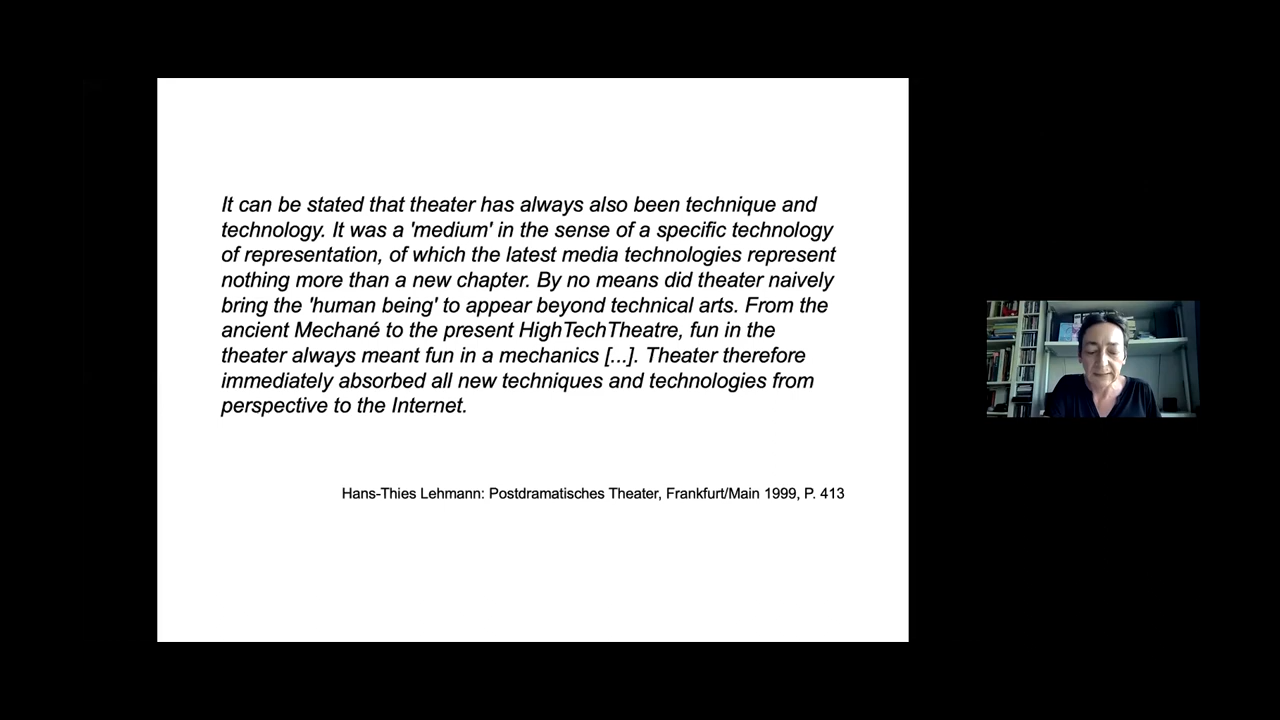 It can be stated that theater has always also been technique and
technology. It was a 'medium' in the sense of a specific technology
of representation, of which the latest media technologies represent
nothing more than a new chapter. By no means did theater naively
bring the 'human being' to appear beyond technical arts. From the
ancient Mechané to the present HighTechTheatre, fun in the
theater always meant fun in a mechanics [...]. Theater therefore
immediately absorbed all new techniques and technologies from
perspective to the Internet.
Hans-Thies Lehmann: Postdramatisches Theater, Frankfurt/Main 1999, P. 413